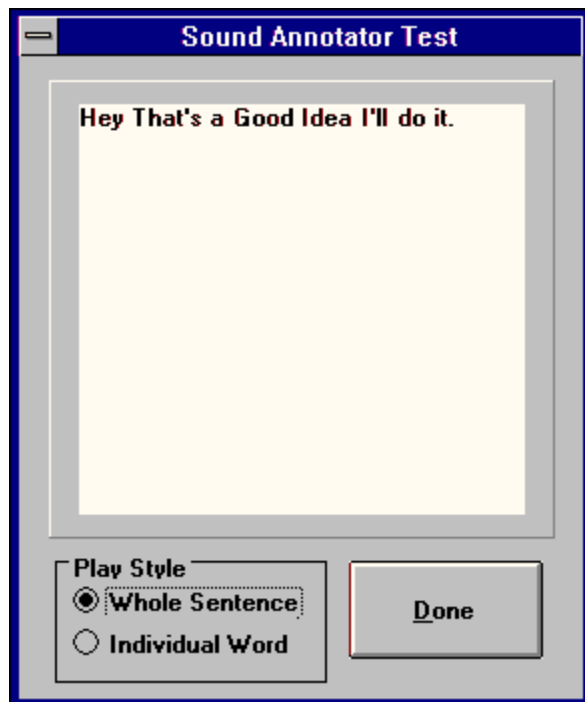 Sound Annotator Test
Hey That's a Good Idea I'll do it.
Play Style
Whole Sentence
Individual Word
Done